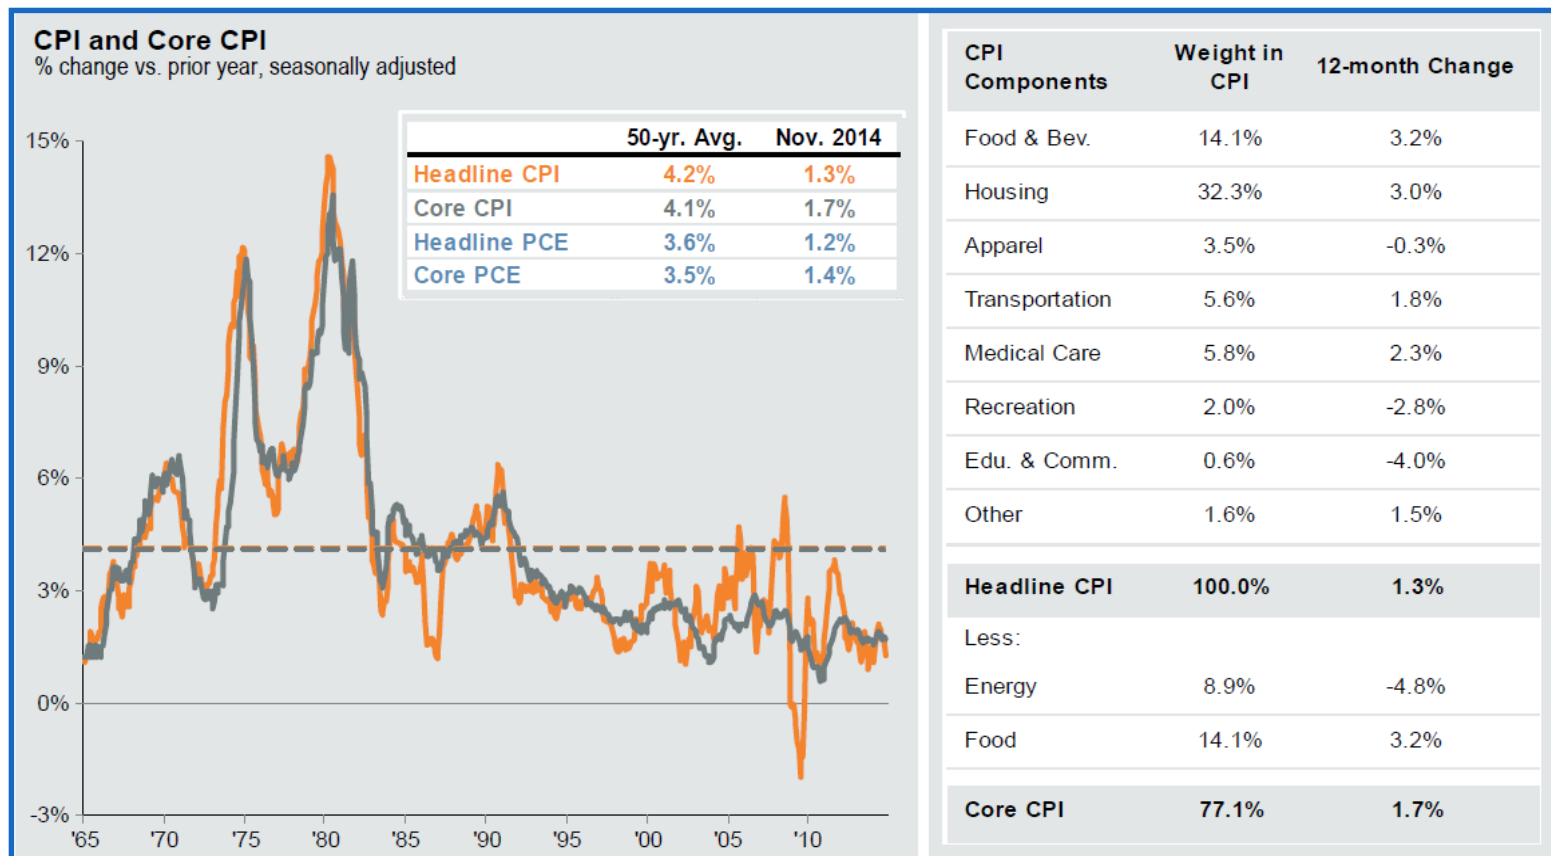 CPI and Core CPI
% change vs. prior year, seasonally adjusted
50-yr. Avg. Nov. 2014
Headline CPI 4.2% 1.3%
Core CPI 4.1% 1.7%
Headline PCE 3.6% 1.2%
Core PCE 3.5% 1.4%
15%
12%
9%
6%
3%
0%
-3%
'65 '70 '75 '80 '85 '90 '95 '00 '05 '10
CPI Components Weight in CPI 12-month Change
Food & Bev. 14.1% 3.2%
Housing 32.3% 3.0%
Apparel 3.5% -0.3%
Transportation 5.6% 1.8%
Medical Care 5.8% 2.3%
Recreation 2.0% -2.8%
Edu. & Comm. 0.6% -4.0%
Other 1.6% 1.5%
Headline CPI 100.0% 1.3%
Less:
Energy 8.9% -4.8%
Food 14.1% 3.2%
Core CPI 77.1% 1.7%